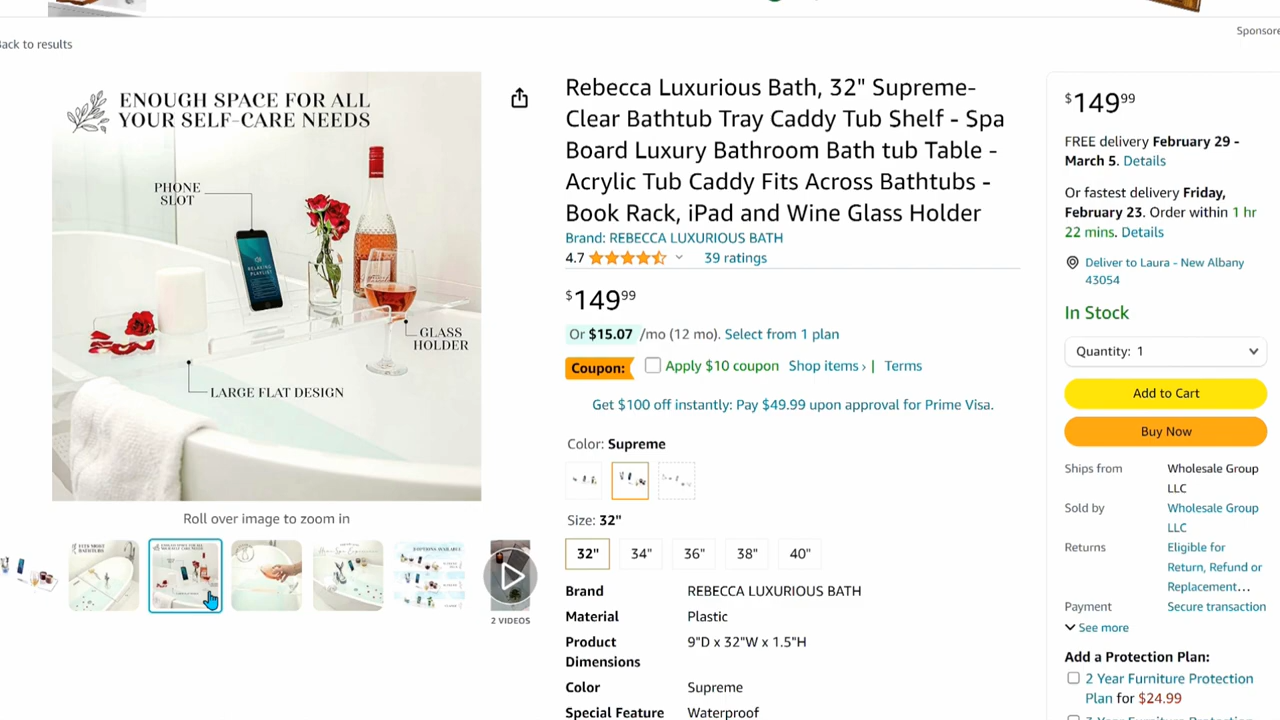 Sponsore
ack to results
ENOUGH SPACE FOR ALL
YOUR SELF-CARE NEEDS
PHONE
SLOT
RELAXING
PLAYLIST
GLASS
HOLDER
LARGE FLAT DESIGN
Roll over image to zoom in
2 VIDEOS
Rebecca Luxurious Bath, 32" Supreme-
Clear Bathtub Tray Caddy Tub Shelf - Spa
Board Luxury Bathroom Bath tub Table -
Acrylic Tub Caddy Fits Across Bathtubs -
Book Rack, iPad and Wine Glass Holder
Brand: REBECCA LUXURIOUS BATH
4.7 39 ratings
$149 99
Or $15.07 /mo (12 mo). Select from 1 plan
Coupon: Apply $10 coupon Shop items › | Terms
Get $100 off instantly: Pay $49.99 upon approval for Prime Visa.
Color: Supreme
Size: 32"
32" 34" 36" 38" 40"
Brand REBECCA LUXURIOUS BATH
Material Plastic
Product Dimensions 9"D x 32"W x 1.5"H
Color Supreme
Special Feature Waterproof
$149 99
FREE delivery February 29 -
March 5. Details
Or fastest delivery Friday,
February 23. Order within 1 hr
22 mins. Details
Deliver to Laura - New Albany
43054
In Stock
Quantity: 1
Add to Cart
Buy Now
Ships from Wholesale Group
LLC
Sold by Wholesale Group
LLC
Returns Eligible for
Return, Refund or
Replacement…
Payment Secure transaction
See more
Add a Protection Plan:
2 Year Furniture Protection
Plan for $24.99